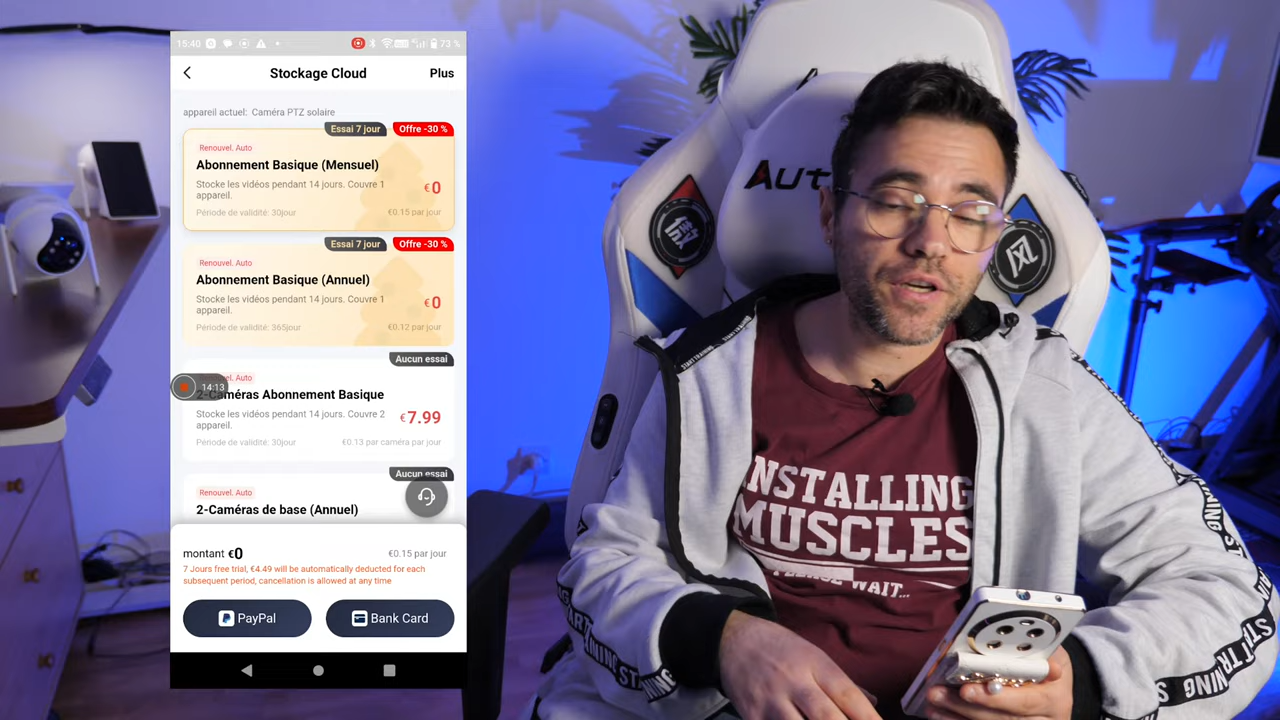 15:40
73 %
Stockage Cloud
Plus
appareil actuel: Caméra PTZ solaire
Essai 7 jour
Offre -30 %
Renouvel. Auto
Abonnement Basique (Mensuel)
Stocke les vidéos pendant 14 jours. Couvre 1
appareil.
€0
Période de validité: 30jour
€0.15 par jour
Essai 7 jour
Offre -30 %
Renouvel. Auto
Abonnement Basique (Annuel)
Stocke les vidéos pendant 14 jours. Couvre 1
appareil.
€0
Période de validité: 365jour
€0.12 par jour
Aucun essai
Auto
14:13
2-Caméras Abonnement Basique
Stocke les vidéos pendant 14 jours. Couvre 2
appareil.
€7.99
Période de validité: 30jour
€0.13 par caméra par jour
Aucun essai
Renouvel. Auto
2-Caméras de base (Annuel)
montant €0
€0.15 par jour
7 Jours free trial, €4.49 will be automatically deducted for each
subsequent period, cancellation is allowed at any time
PayPal
Bank Card
INSTALLING
MUSCLES
PLEASE WAIT...